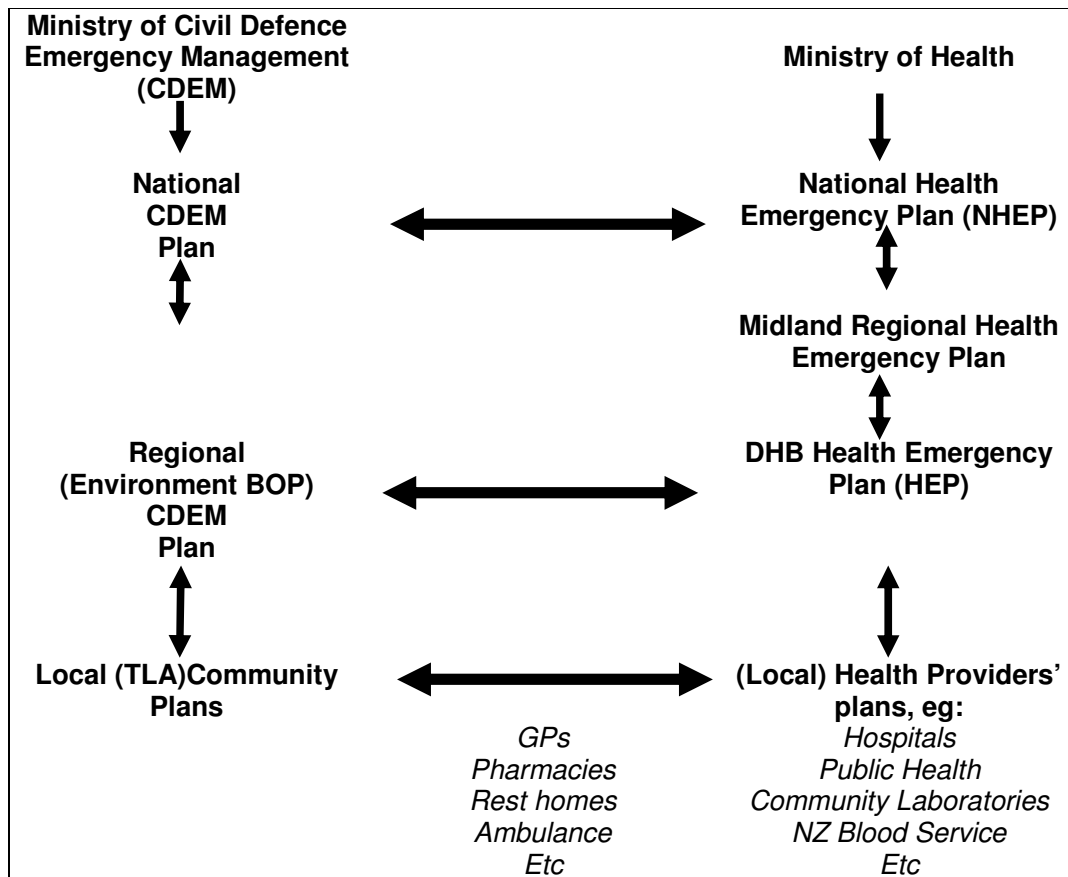 Ministry of Civil Defence
Emergency Management
(CDEM)
Ministry of Health
National
CDEM
Plan
National Health
Emergency Plan (NHEP)
Midland Regional Health
Emergency Plan
Regional
(Environment BOP)
CDEM
Plan
DHB Health Emergency
Plan (HEP)
Local (TLA)Community
Plans
(Local) Health Providers’
plans, eg:
GPs
Pharmacies
Rest homes
Ambulance
Etc
Hospitals
Public Health
Community Laboratories
NZ Blood Service
Etc